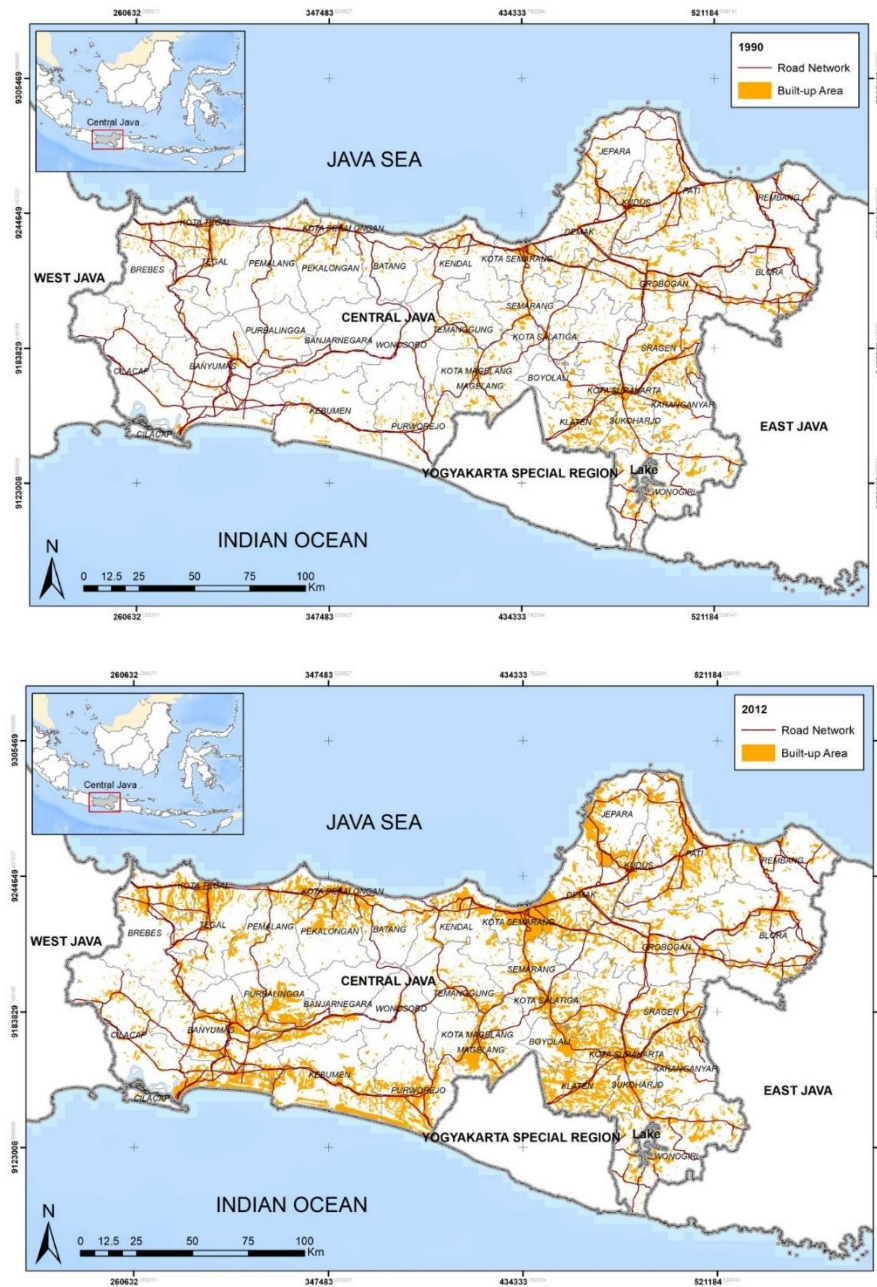 260632
347483
434333
521184
1990
Road Network
Built-up Area
9305469
Central Java
JAVA SEA
JEPARA
PATI
KUDUS
REMBANG
9244649
KOTA TEGAL
KOTA PEKALONGAN
DEMAK
WEST JAVA
BREBES
TEGAL
PEMALANG
PEKALONGAN
BATANG
KENDAL
KOTA SEMARANG
GROBOGAN
BLORA
SEMARANG
CENTRAL JAVA
PURBALINGGA
BANJARNEGARA
WONOSOBO
TEMANGGUNG
KOTA SALATIGA
SRAGEN
9183829
CILACAP
BANYUMAS
KOTA MAGELANG
MAGELANG
BOYOLALI
KOTA SURAKARTA
KARANGANYAR
KEBUMEN
PURWOREJO
KLATEN
SUKOHARJO
EAST JAVA
CILACAP
YOGYAKARTA SPECIAL REGION
Lake
WONOGIRI
9123008
INDIAN OCEAN
N
0 12.5 25 50 75 100
Km
260632
347483
434333
521184
260632
347483
434333
521184
2012
Road Network
Built-up Area
9305469
Central Java
JAVA SEA
JEPARA
PATI
KUDUS
REMBANG
9244649
KOTA TEGAL
KOTA PEKALONGAN
DEMAK
WEST JAVA
BREBES
TEGAL
PEMALANG
PEKALONGAN
BATANG
KENDAL
KOTA SEMARANG
GROBOGAN
BLORA
SEMARANG
CENTRAL JAVA
PURBALINGGA
BANJARNEGARA
WONOSOBO
TEMANGGUNG
KOTA SALATIGA
SRAGEN
9183829
CILACAP
BANYUMAS
KOTA MAGELANG
MAGELANG
BOYOLALI
KOTA SURAKARTA
KARANGANYAR
KEBUMEN
PURWOREJO
KLATEN
SUKOHARJO
EAST JAVA
CILACAP
YOGYAKARTA SPECIAL REGION
Lake
WONOGIRI
9123008
INDIAN OCEAN
N
0 12.5 25 50 75 100
Km
260632
347483
434333
521184